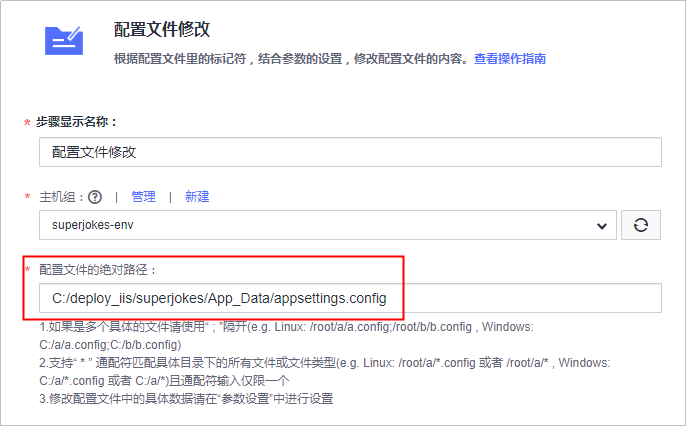 配置文件修改
根据配置文件里的标记符，结合参数的设置，修改配置文件的内容。查看操作指南
* 步骤显示名称：
配置文件修改
* 主机组：? | 管理 | 新建
superjokes-env
* 配置文件的绝对路径：
C:/deploy_iis/superjokes/App_Data/appsettings.config
1.如果是多个具体的文件请使用“ ; ”隔开(e.g. Linux: /root/a/a.config;/root/b/b.config , Windows:
C:/a/a.config;C:/b/b.config)
2.支持“ * ” 通配符匹配具体目录下的所有文件或文件类型(e.g. Linux: /root/a/*.config 或者 /root/a/* , Windows:
C:/a/*.config 或者 C:/a/*)且通配符输入仅限一个
3.修改配置文件中的具体数据请在“参数设置”中进行设置